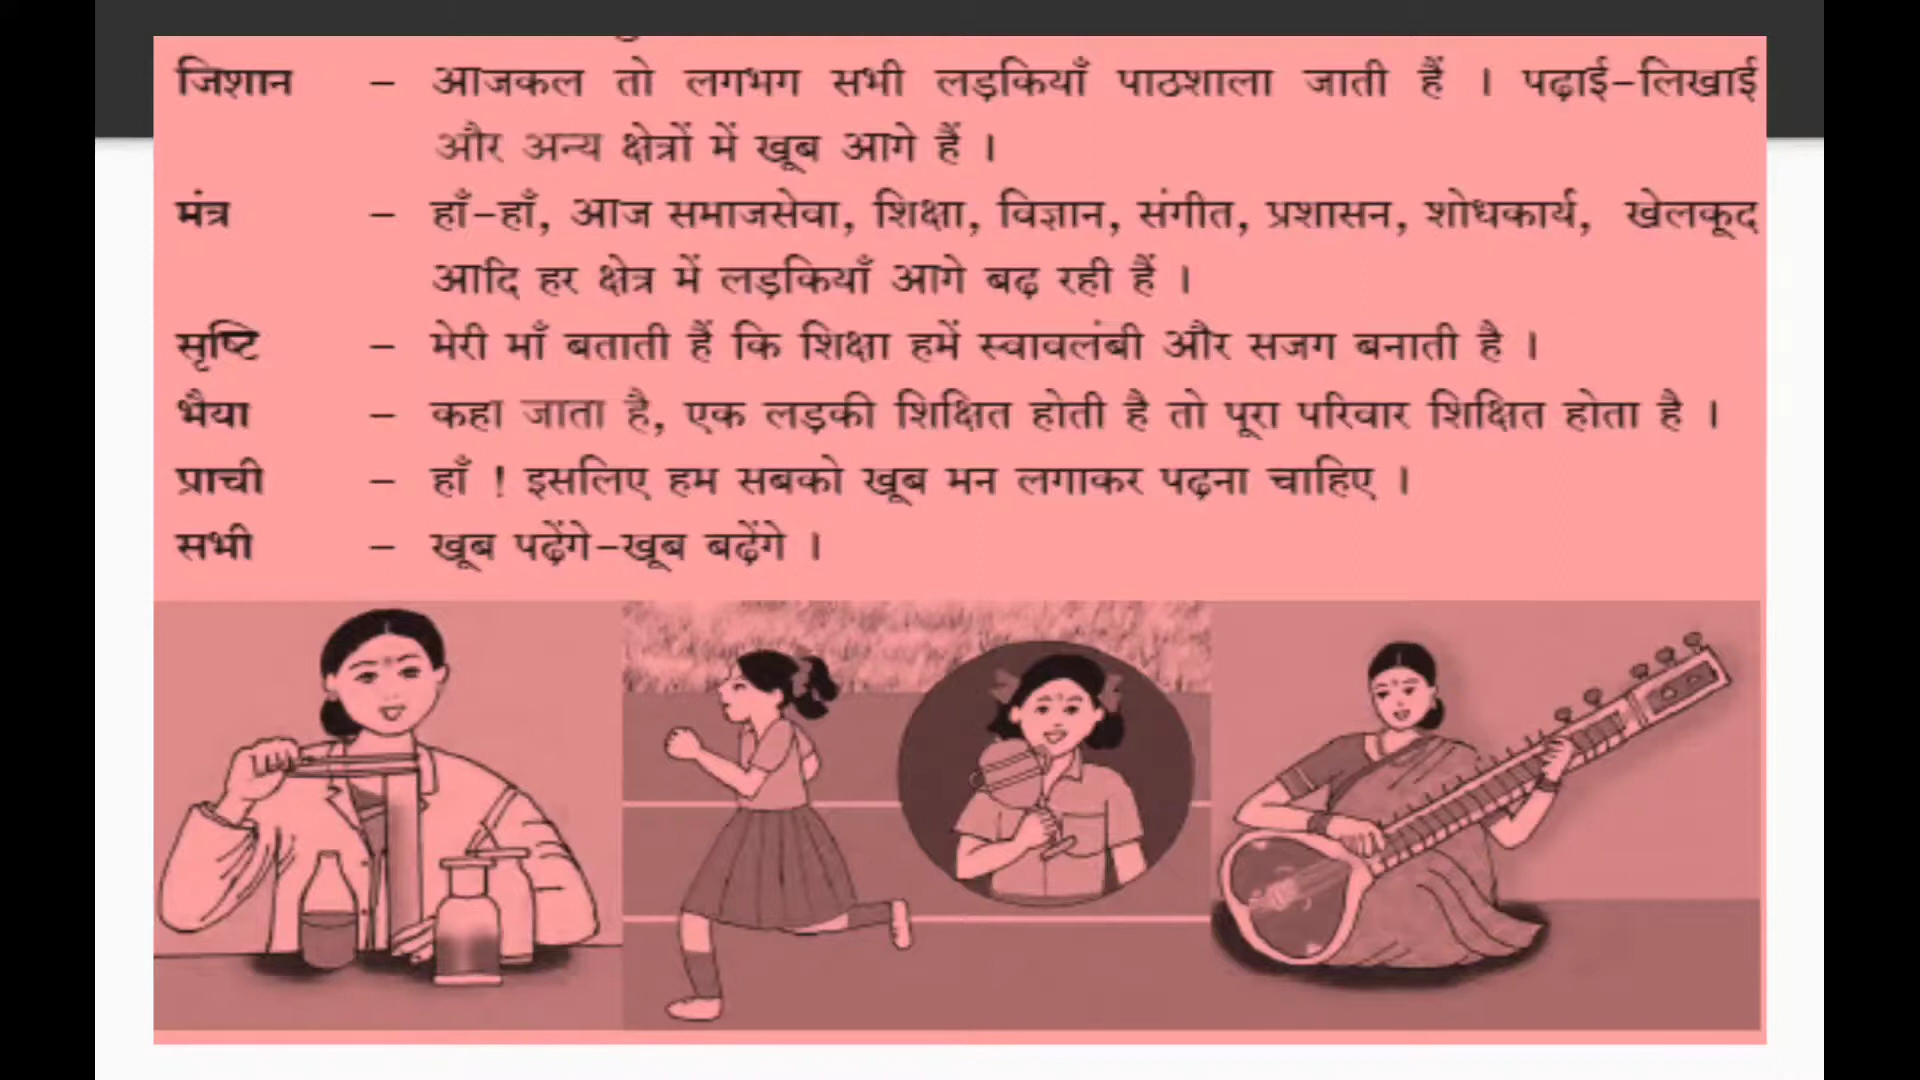 जिशान – आजकल तो लगभग सभी लड़कियाँ पाठशाला जाती हैं । पढ़ाई-लिखाई
और अन्य क्षेत्रों में खूब आगे हैं ।
मंत्र – हाँ-हाँ, आज समाजसेवा, शिक्षा, विज्ञान, संगीत, प्रशासन, शोधकार्य, खेलकूद
आदि हर क्षेत्र में लड़कियाँ आगे बढ़ रही हैं ।
सृष्टि – मेरी माँ बताती हैं कि शिक्षा हमें स्वावलंबी और सजग बनाती है ।
भैया – कहा जाता है, एक लड़की शिक्षित होती है तो पूरा परिवार शिक्षित होता है ।
प्राची – हाँ ! इसलिए हम सबको खूब मन लगाकर पढ़ना चाहिए ।
सभी – खूब पढ़ेंगे-खूब बढ़ेंगे ।